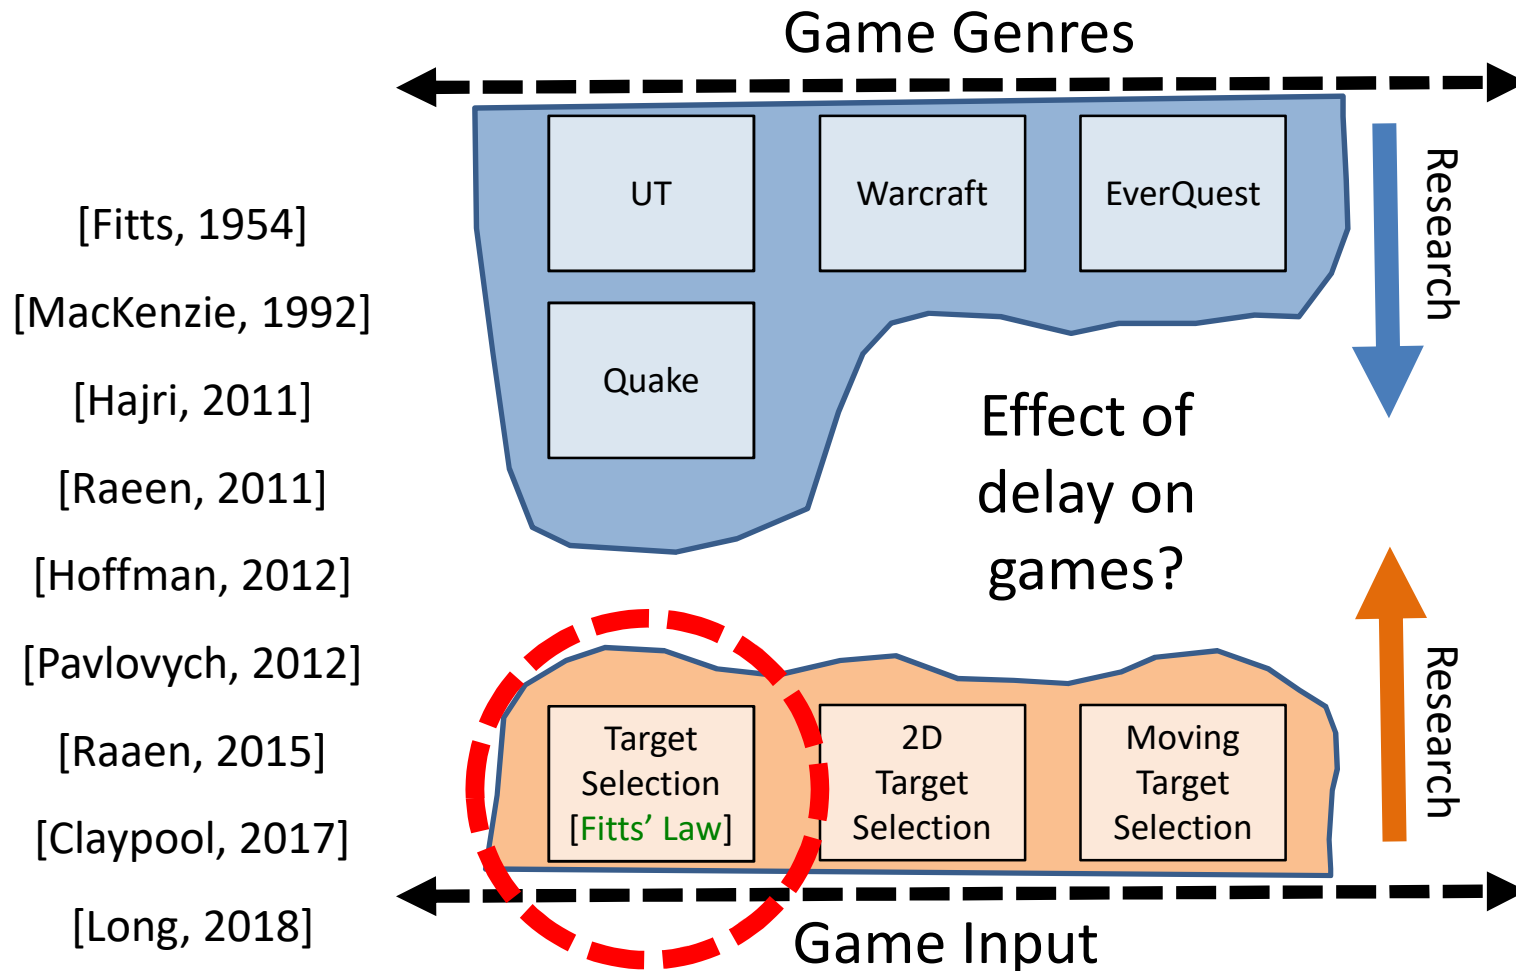 Game Genres
UT
Warcraft
EverQuest
Research
Quake
Effect of
delay on
games?
[Fitts, 1954]
[MacKenzie, 1992]
[Hajri, 2011]
[Raeen, 2011]
[Hoffman, 2012]
[Pavlovych, 2012]
[Raaen, 2015]
[Claypool, 2017]
[Long, 2018]
Target
Selection
[Fitts’ Law]
2D
Target
Selection
Moving
Target
Selection
Research
Game Input